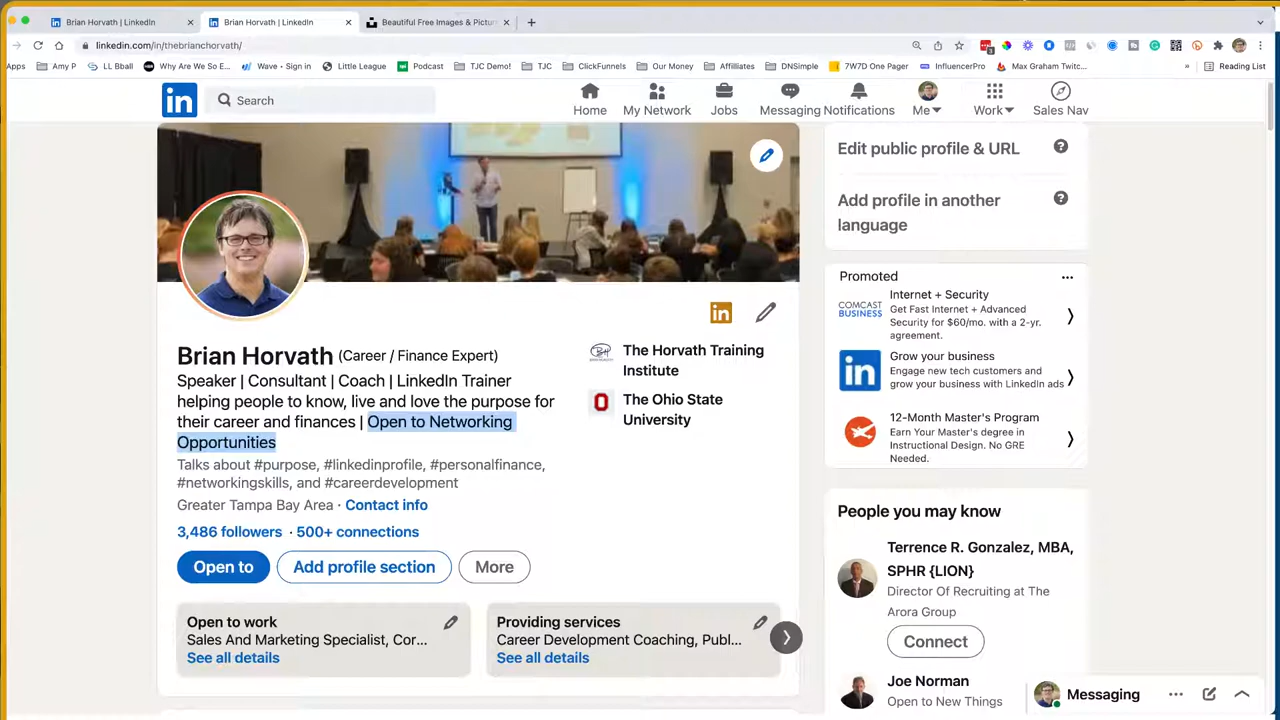 Brian Horvath | LinkedIn
Brian Horvath | LinkedIn
Beautiful Free Images & Pictur
linkedin.com/in/thebrianchorvath/
Apps
Amy P
LL Bball
Why Are We So E...
Wave • Sign in
Little League
Podcast
TJC Demo!
TJC
ClickFunnels
Our Money
Affilliates
DNSimple
7W7D One Pager
InfluencerPro
Max Graham Twitc...
»
Reading List
in
Search
Home
My Network
Jobs
Messaging
Notifications
Me
Work
Sales Nav
in
Brian Horvath (Career / Finance Expert)
Speaker | Consultant | Coach | LinkedIn Trainer
helping people to know, live and love the purpose for
their career and finances | Open to Networking
Opportunities
Talks about #purpose, #linkedinprofile, #personalfinance,
#networkingskills, and #careerdevelopment
Greater Tampa Bay Area · Contact info
3,486 followers · 500+ connections
Open to
Add profile section
More
The Horvath Training
Institute
The Ohio State
University
Open to work
Sales And Marketing Specialist, Cor...
See all details
Providing services
Career Development Coaching, Publ...
See all details
Edit public profile & URL
Add profile in another
language
Promoted
COMCAST
BUSINESS
Internet + Security
Get Fast Internet + Advanced
Security for $60/mo. with a 2-yr.
agreement.
in
Grow your business
Engage new tech customers and
grow your business with LinkedIn ads
12-Month Master's Program
Earn Your Master's degree in
Instructional Design. No GRE
Needed.
People you may know
Terrence R. Gonzalez, MBA,
SPHR {LION}
Director Of Recruiting at The
Arora Group
Connect
Joe Norman
Open to New Things
Messaging